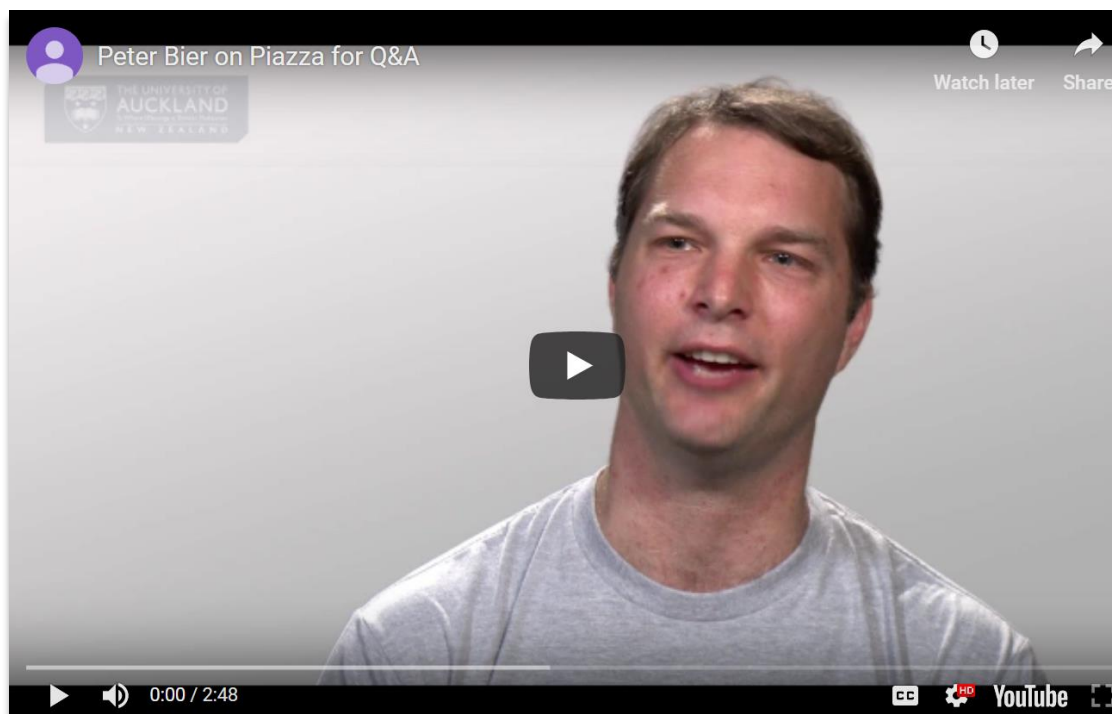 Peter Bier on Piazza for Q&A
Watch later
Share
THE UNIVERSITY OF
AUCKLAND
NEW ZEALAND
0:00 / 2:48
CC
HD
YouTube